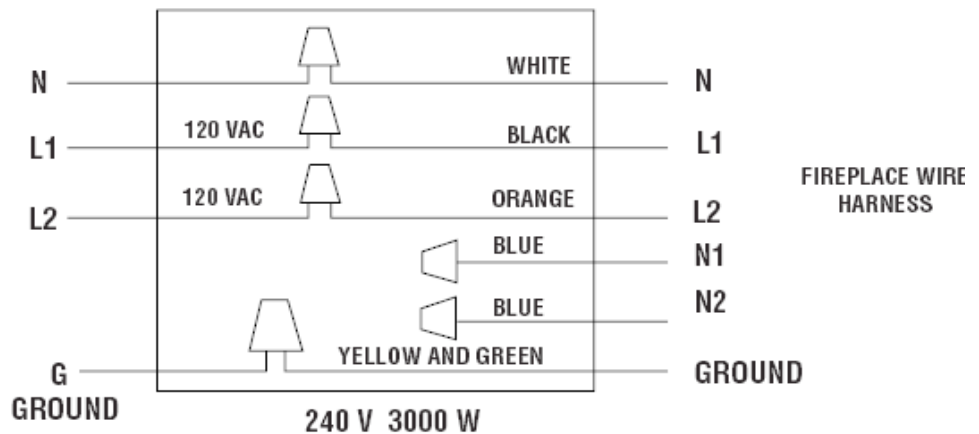 N WHITE N
L1 120 VAC BLACK L1
FIREPLACE WIRE
HARNESS
L2 120 VAC ORANGE L2
BLUE N1
BLUE N2
YELLOW AND GREEN
G GROUND
GROUND
240 V 3000 W